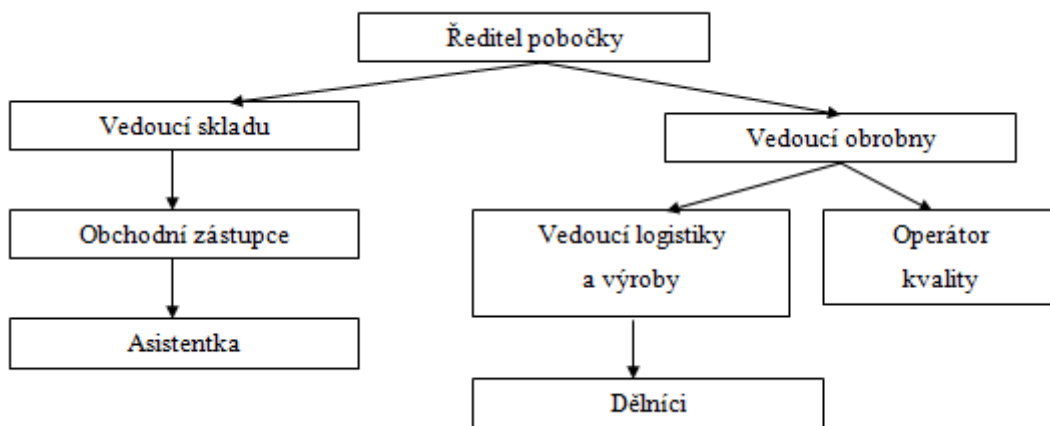 Ředitel pobočky
Vedoucí skladu
Vedoucí obrobny
Obchodní zástupce
Vedoucí logistiky
a výroby
Operátor
kvality
Asistentka
Dělníci